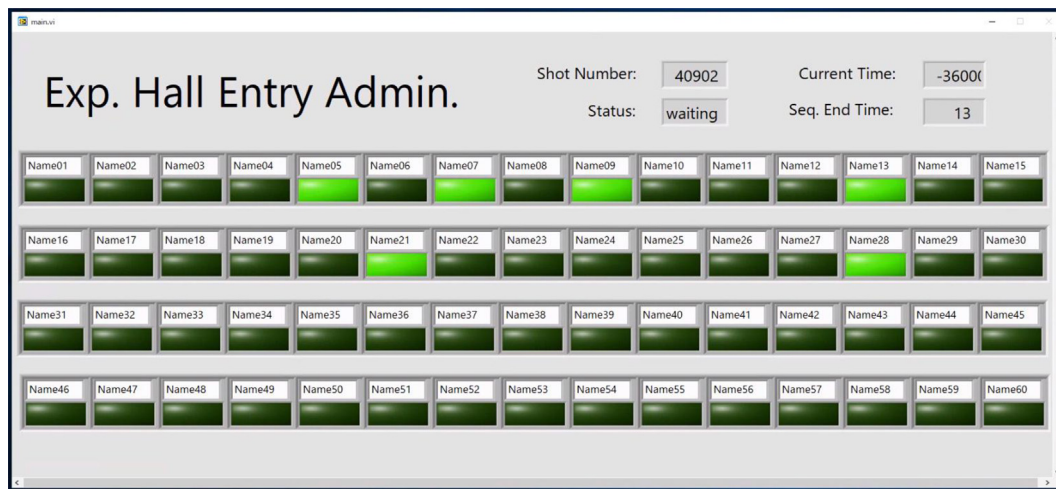 main.vi
Exp. Hall Entry Admin.
Shot Number: 40902
Current Time: -3600(
Status: waiting
Seq. End Time: 13
Name01 Name02 Name03 Name04 Name05 Name06 Name07 Name08 Name09 Name10 Name11 Name12 Name13 Name14 Name15
Name16 Name17 Name18 Name19 Name20 Name21 Name22 Name23 Name24 Name25 Name26 Name27 Name28 Name29 Name30
Name31 Name32 Name33 Name34 Name35 Name36 Name37 Name38 Name39 Name40 Name41 Name42 Name43 Name44 Name45
Name46 Name47 Name48 Name49 Name50 Name51 Name52 Name53 Name54 Name55 Name56 Name57 Name58 Name59 Name60